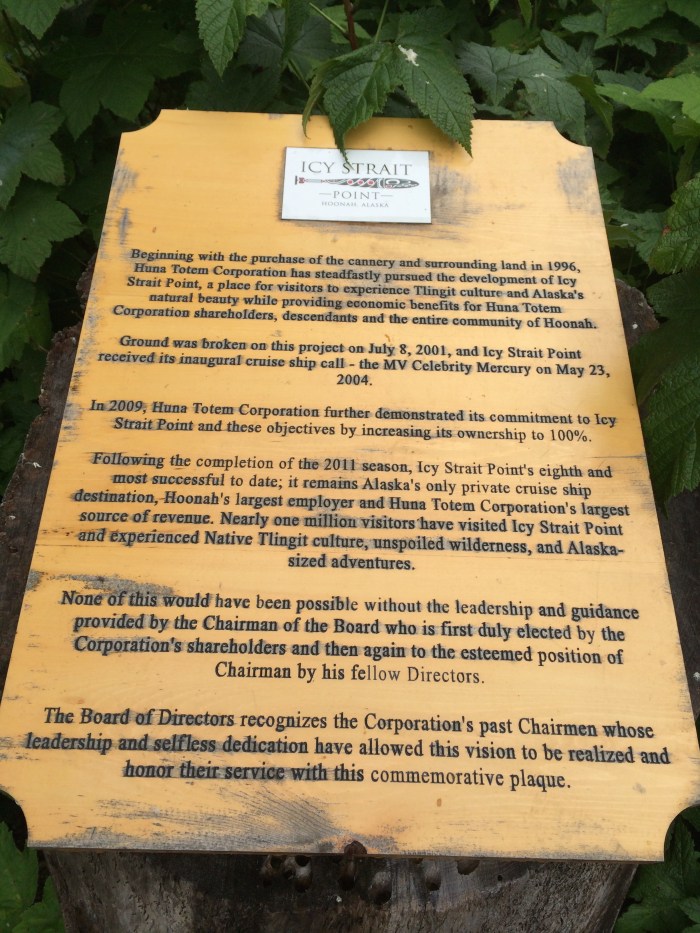 ICY STRAIT
—POINT—
HOONAH, ALASKA
Beginning with the purchase of the cannery and surrounding land in 1996,
Huna Totem Corporation has steadfastly pursued the development of Icy
Strait Point, a place for visitors to experience Tlingit culture and Alaska's
natural beauty while providing economic benefits for Huna Totem
Corporation shareholders, descendants and the entire community of Hoonah.
Ground was broken on this project on July 8, 2001, and Icy Strait Point
received its inaugural cruise ship call - the MV Celebrity Mercury on May 23,
2004.
In 2009, Huna Totem Corporation further demonstrated its commitment to Icy
Strait Point and these objectives by increasing its ownership to 100%.
Following the completion of the 2011 season, Icy Strait Point's eighth and
most successful to date; it remains Alaska's only private cruise ship
destination, Hoonah's largest employer and Huna Totem Corporation's largest
source of revenue. Nearly one million visitors have visited Icy Strait Point
and experienced Native Tlingit culture, unspoiled wilderness, and Alaska-
sized adventures.
None of this would have been possible without the leadership and guidance
provided by the Chairman of the Board who is first duly elected by the
Corporation's shareholders and then again to the esteemed position of
Chairman by his fellow Directors.
The Board of Directors recognizes the Corporation's past Chairmen whose
leadership and selfless dedication have allowed this vision to be realized and
honor their service with this commemorative plaque.